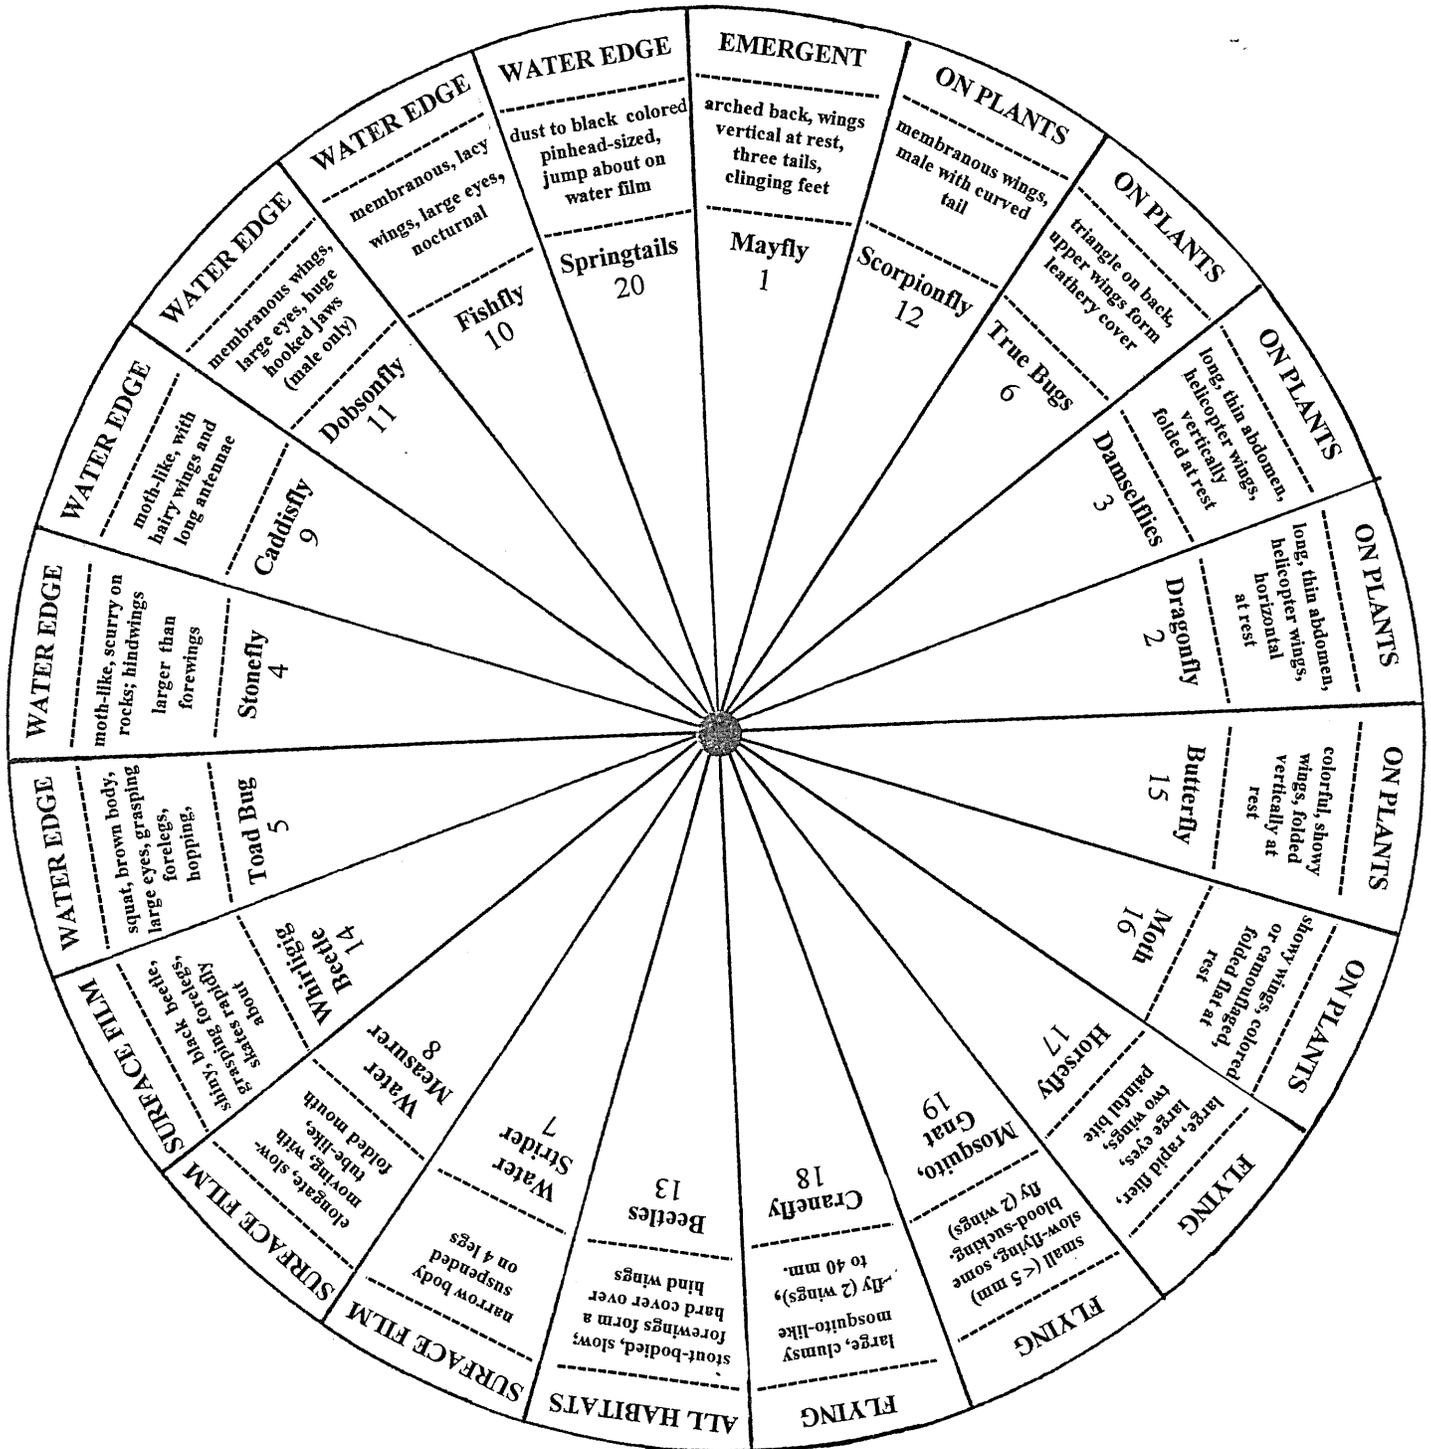 EMERGENT
arched back, wings
vertical at rest,
three tails,
clinging feet
Mayfly
1
ON PLANTS
membranous wings,
male with curved
tail
Scorpionfly
12
ON PLANTS
triangle on back,
upper wings form
leathery cover
True Bugs
6
ON PLANTS
long, thin abdomen,
helicopter wings,
vertically
folded at rest
Damselflies
3
ON PLANTS
long, thin abdomen,
helicopter wings,
horizontal
at rest
Dragonfly
2
ON PLANTS
colorful, showy
wings, folded
vertically at
rest
Butterfly
15
ON PLANTS
showy wings, colored
or camouflaged,
folded flat at
rest
Moth
16
FLYING
large, rapid flier,
large eyes,
two wings,
painful bite
Horsefly
17
FLYING
small (< 5 mm)
slow-flying, some
blood-sucking.
fly (2 wings)
Mosquito,
Gnat
19
FLYING
large, clumsy
mosquito-like
fly (2 wings),
to 40 mm.
Cranefly
18
ALL HABITATS
stout-bodied, slow;
forewings form a
hard cover over
hind wings
Beetles
13
SURFACE FILM
narrow body
suspended
on 4 legs
Water
Strider
7
SURFACE FILM
elongate, slow-
moving, with
tube-like,
folded mouth
Water
Measurer
8
SURFACE FILM
shiny, black beetle,
grasping forelegs,
skates rapidly
about
Whirligig
Beetle
14
WATER EDGE
squat, brown body,
large eyes, grasping
forelegs,
hopping,
Toad Bug
5
WATER EDGE
moth-like, scurry on
rocks; hindwings
larger than
forewings
Stonefly
4
WATER EDGE
moth-like, with
hairy wings and
long antennae
Caddisfly
9
WATER EDGE
membranous wings,
large eyes, huge
hooked jaws
(male only)
Dobsonfly
11
WATER EDGE
membranous, lacy
wings, large eyes,
nocturnal
Fishfly
10
WATER EDGE
dust to black colored
pinhead-sized,
jump about on
water film
Springtails
20